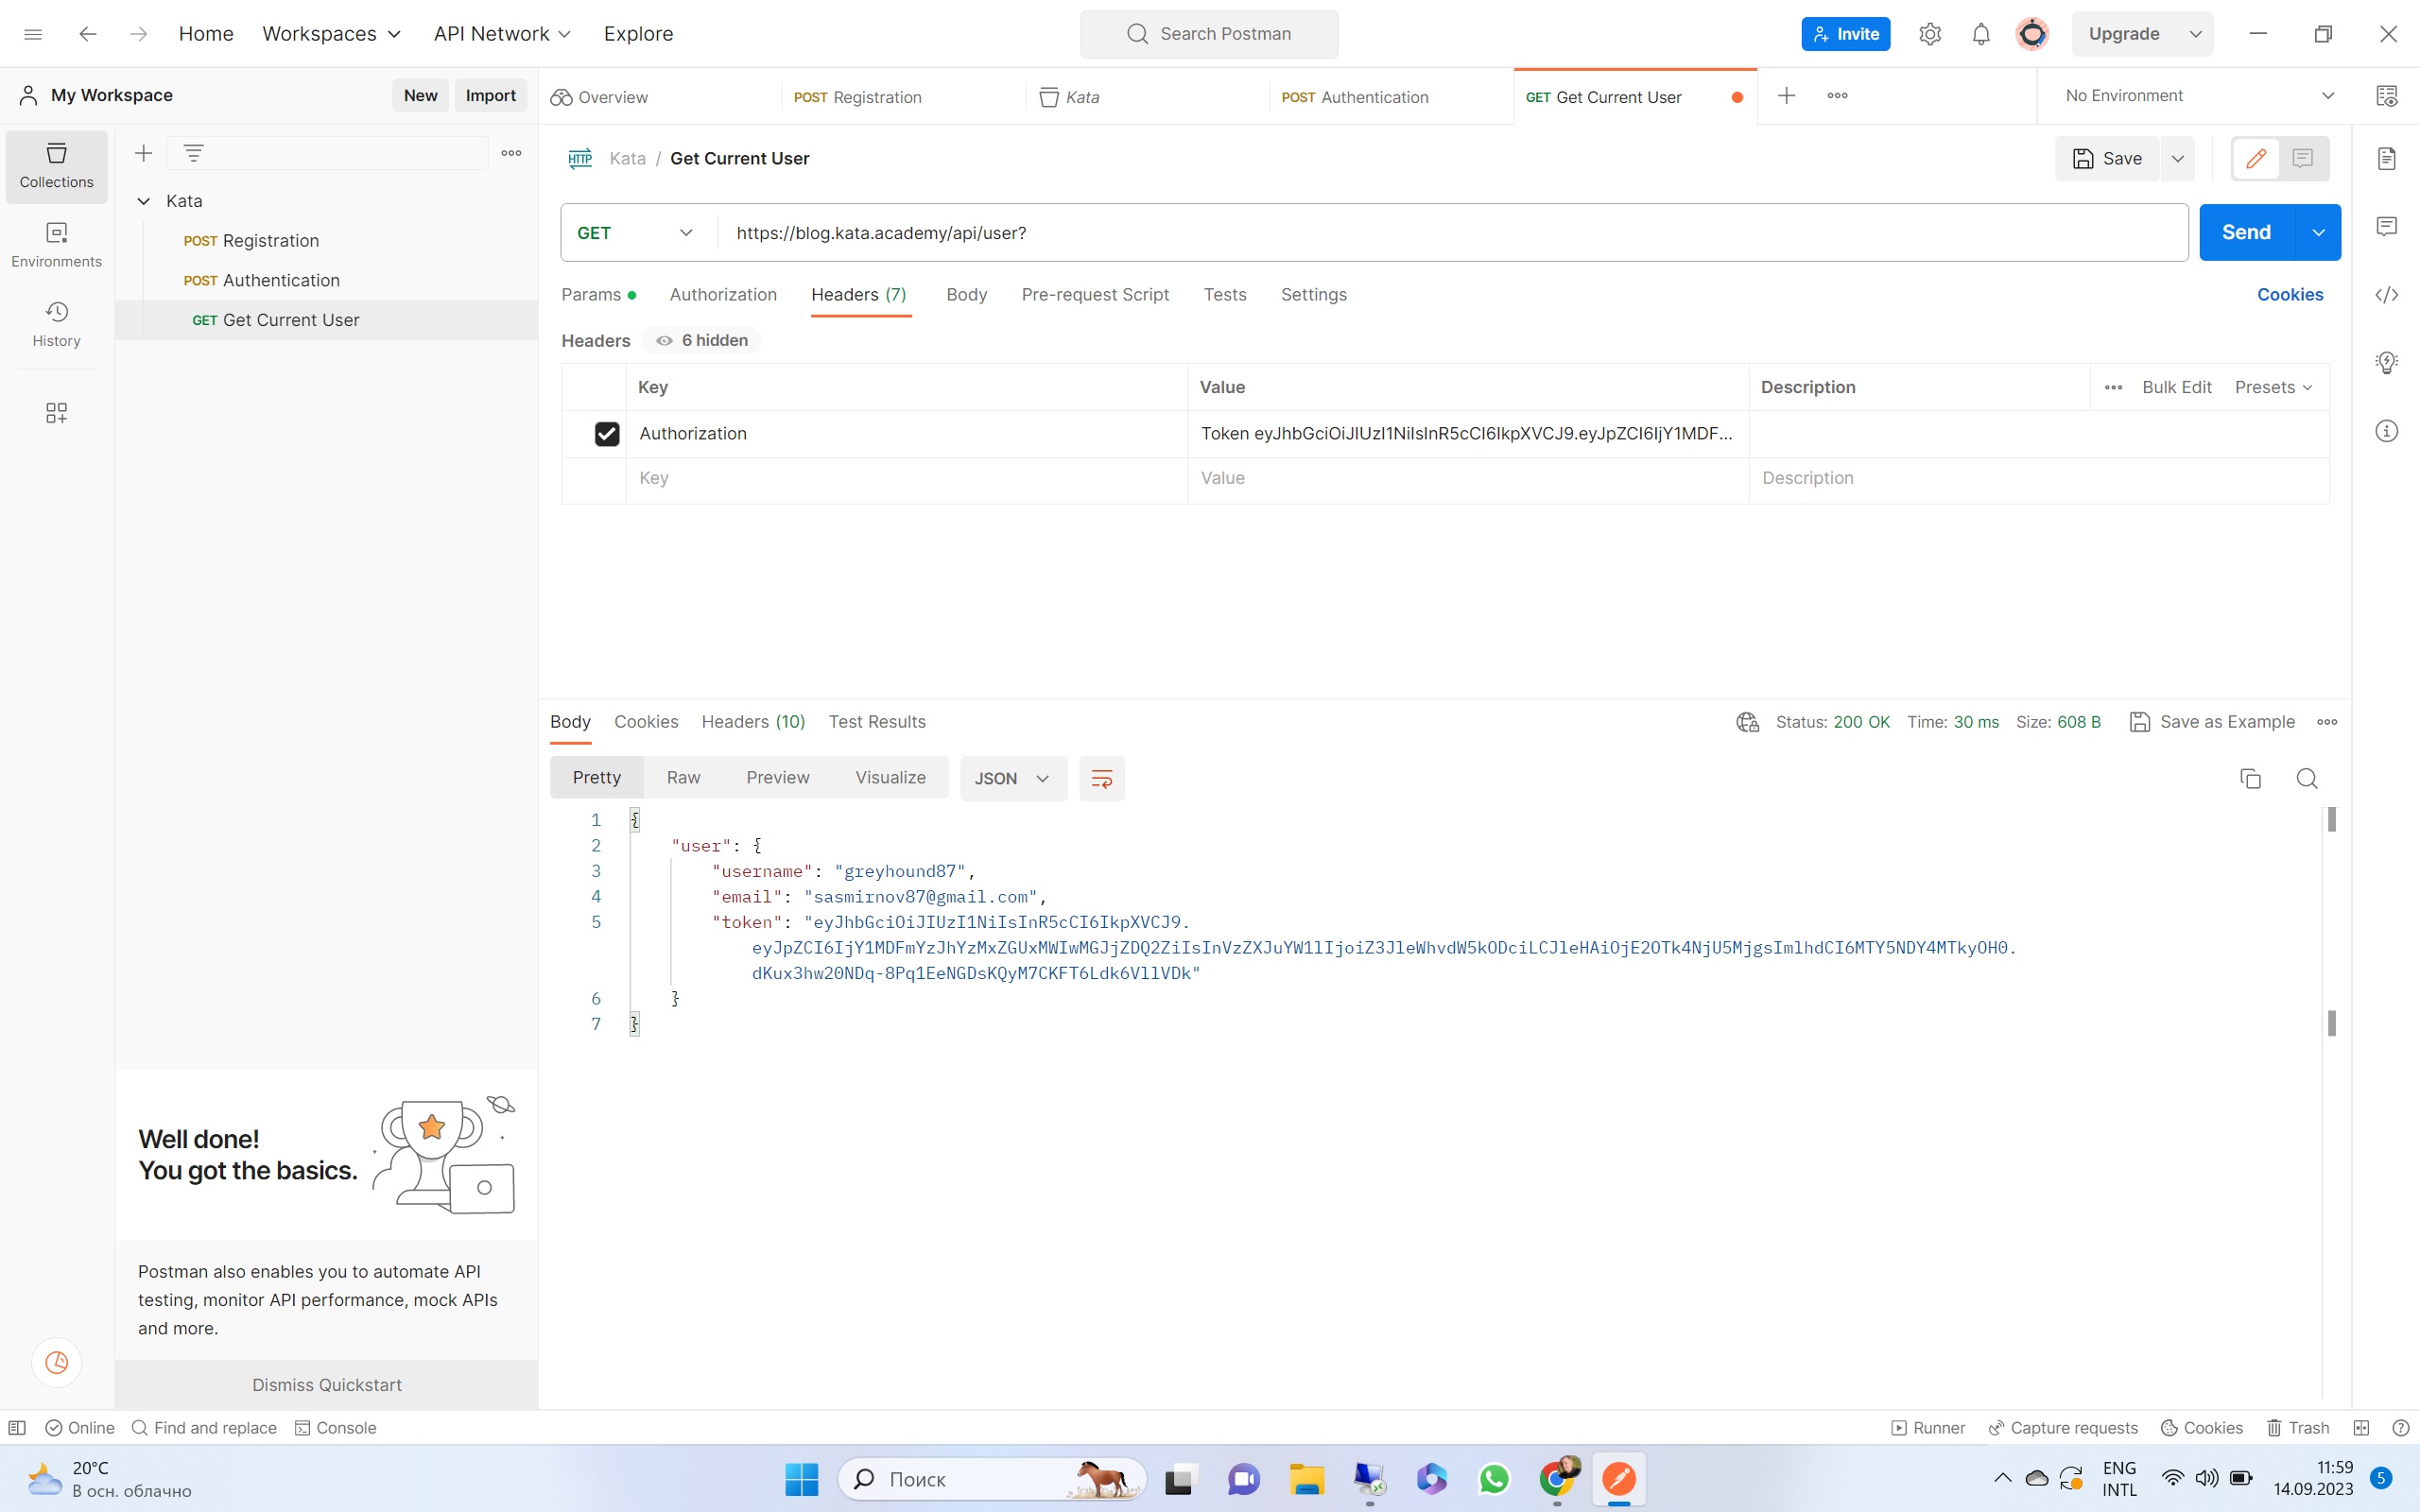 Home
Workspaces
API Network
Explore
Search Postman
Invite
Upgrade
My Workspace
New
Import
Overview
POST Registration
Kata
POST Authentication
GET Get Current User
No Environment
Collections
Environments
History
Kata
POST Registration
POST Authentication
GET Get Current User
HTTP Kata / Get Current User
Save
GET
https://blog.kata.academy/api/user?
Send
Params
Authorization
Headers (7)
Body
Pre-request Script
Tests
Settings
Cookies
Headers
6 hidden
Key
Value
Description
Bulk Edit
Presets
Authorization
Token eyJhbGciOiJIUzI1NiIsInR5cCI6IkpXVCJ9.eyJpZCI6IjY1MDF...
Key
Value
Description
Body
Cookies
Headers (10)
Test Results
Status: 200 OK
Time: 30 ms
Size: 608 B
Save as Example
Pretty
Raw
Preview
Visualize
JSON
1 {
2 "user": {
3 "username": "greyhound87",
4 "email": "sasmirnov87@gmail.com",
5 "token": "eyJhbGciOiJIUzI1NiIsInR5cCI6IkpXVCJ9.
eyJpZCI6IjY1MDFmYzJhYzMxZGUxMWIwMGJjZDQ2ZiIsInVzZXJuYW1lIjoiZ3JleWhvdW5kODciLCJleHAiOjE2OTk4NjU5MjgsImlhdCI6MTY5NDY4MTkyOH0.
dKux3hw20NDq-8Pq1EeNGDsKQyM7CKFT6Ldk6VllVDk"
6 }
7 }
Well done!
You got the basics.
Postman also enables you to automate API
testing, monitor API performance, mock APIs
and more.
Dismiss Quickstart
Online
Find and replace
Console
Runner
Capture requests
Cookies
Trash
20°C
В осн. облачно
Поиск
ENG
INTL
11:59
14.09.2023
5